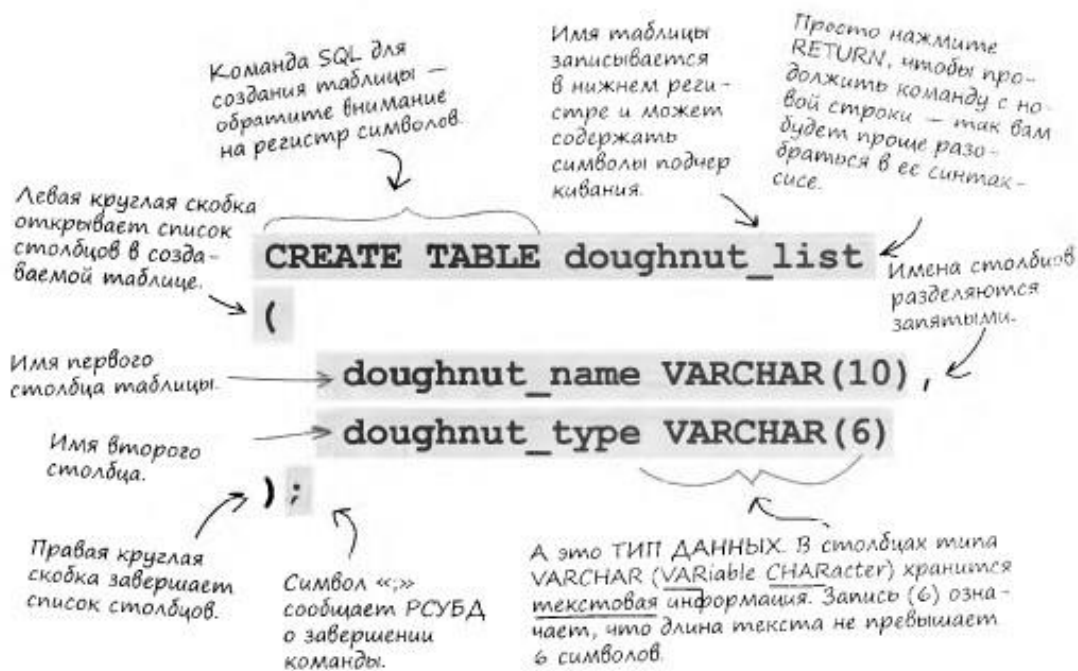 Команда SQL для
создания таблицы —
обратите внимание
на регистр символов.
Имя таблицы
записывается
в нижнем реги-
стре и может
содержать
символы подчер
кивания.
Просто нажмите
RETURN, чтобы про-
должить команду с но-
вой строки — так вам
будет проще разо-
браться в ее синтак-
сисе.
Левая круглая скобка
открывает список
столбцов в созда-
ваемой таблице.
CREATE TABLE doughnut_list
(
Имена столбцов
разделяются
запятыми.
Имя первого
столбца таблицы.
doughnut_name VARCHAR(10),
Имя второго
столбца.
doughnut_type VARCHAR(6)
);
Правая круглая
скобка завершает
список столбцов.
Символ «;»
сообщает РСУБД
о завершении
команды.
А это ТИП ДАННЫХ. В столбцах типа
VARCHAR (VARiable CHARacter) хранится
текстовая информация. Запись (6) озна-
чает, что длина текста не превышает
6 символов.